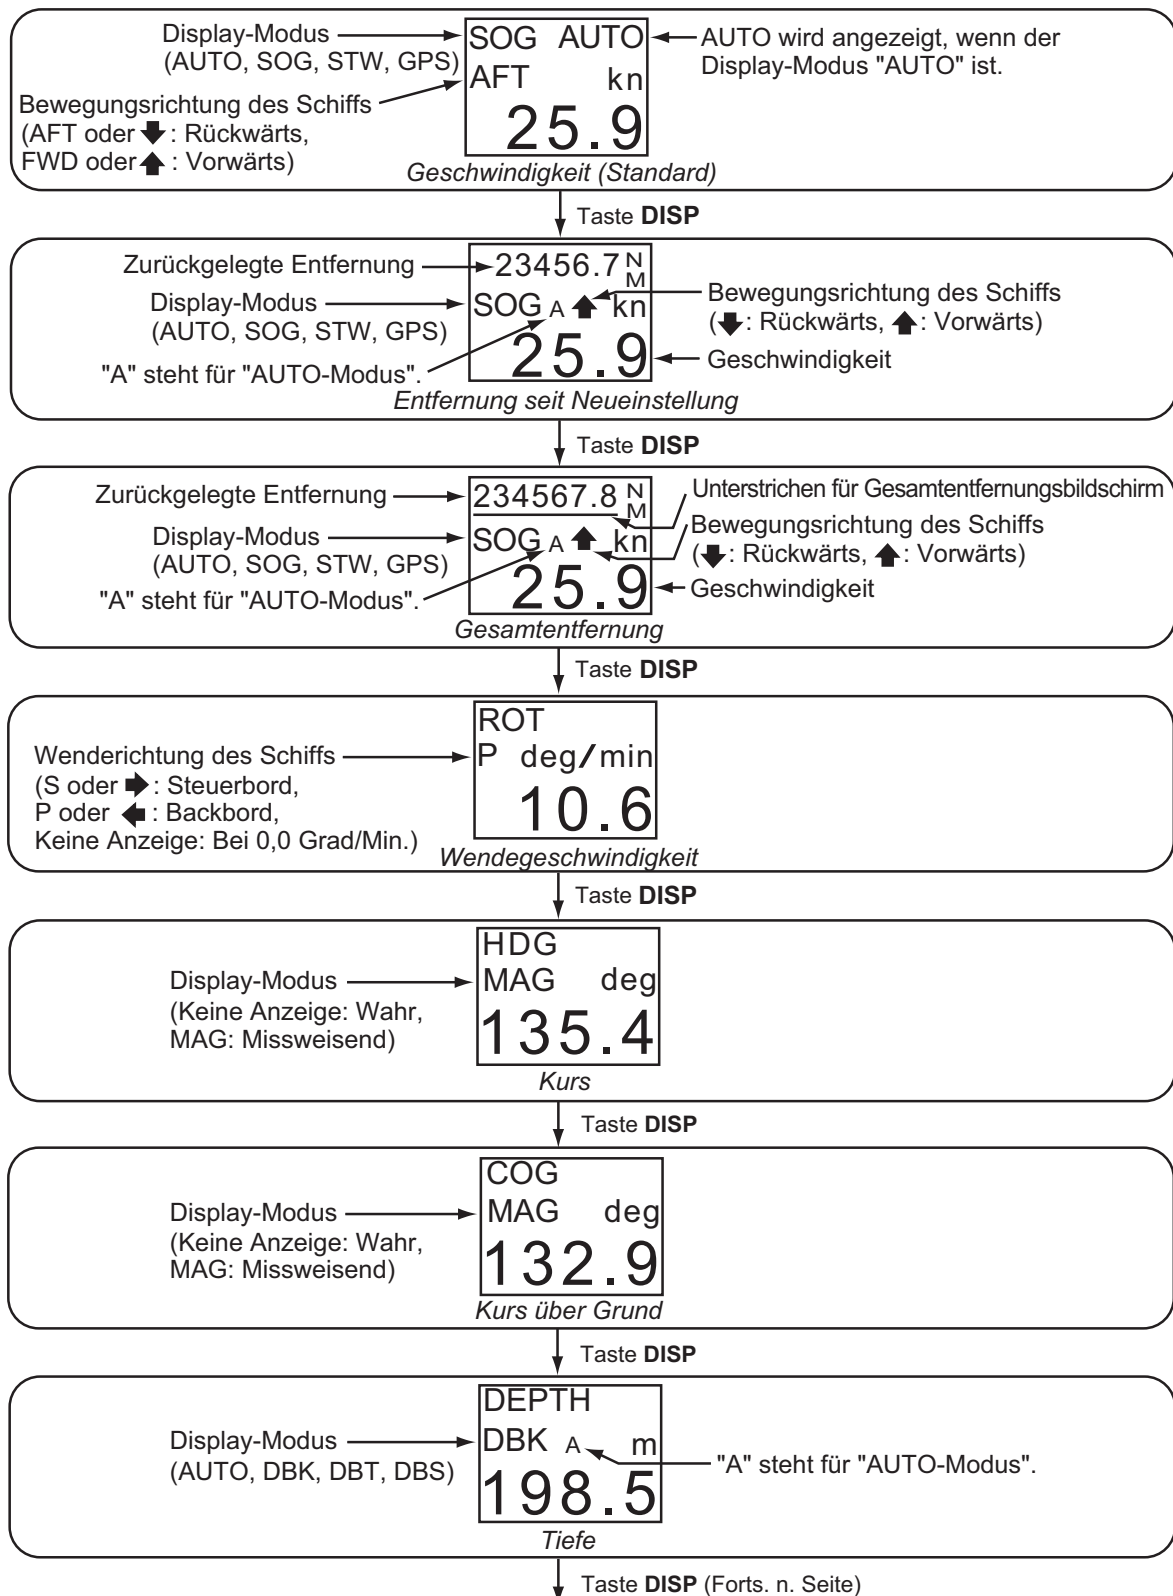 Display-Modus
(AUTO, SOG, STW, GPS)
Bewegungsrichtung des Schiffs
(AFT oder 🡇: Rückwärts,
FWD oder 🡅: Vorwärts)
SOG AUTO
AFT kn
25.9
AUTO wird angezeigt, wenn der
Display-Modus "AUTO" ist.
Geschwindigkeit (Standard)
Taste DISP
Zurückgelegte Entfernung
Display-Modus
(AUTO, SOG, STW, GPS)
"A" steht für "AUTO-Modus".
23456.7 NM
SOG A 🡅 kn
25.9
Bewegungsrichtung des Schiffs
(🡇: Rückwärts, 🡅: Vorwärts)
Geschwindigkeit
Entfernung seit Neueinstellung
Taste DISP
Zurückgelegte Entfernung
Display-Modus
(AUTO, SOG, STW, GPS)
"A" steht für "AUTO-Modus".
234567.8 NM
SOG A 🡅 kn
25.9
Unterstrichen für Gesamtentfernungsbildschirm
Bewegungsrichtung des Schiffs
(🡇: Rückwärts, 🡅: Vorwärts)
Geschwindigkeit
Gesamtentfernung
Taste DISP
Wenderichtung des Schiffs
(S oder 🡆: Steuerbord,
P oder 🡄: Backbord,
Keine Anzeige: Bei 0,0 Grad/Min.)
ROT
P deg/min
10.6
Wendegeschwindigkeit
Taste DISP
Display-Modus
(Keine Anzeige: Wahr,
MAG: Missweisend)
HDG
MAG deg
135.4
Kurs
Taste DISP
Display-Modus
(Keine Anzeige: Wahr,
MAG: Missweisend)
COG
MAG deg
132.9
Kurs über Grund
Taste DISP
Display-Modus
(AUTO, DBK, DBT, DBS)
DEPTH
DBK A m
198.5
"A" steht für "AUTO-Modus".
Tiefe
Taste DISP (Forts. n. Seite)